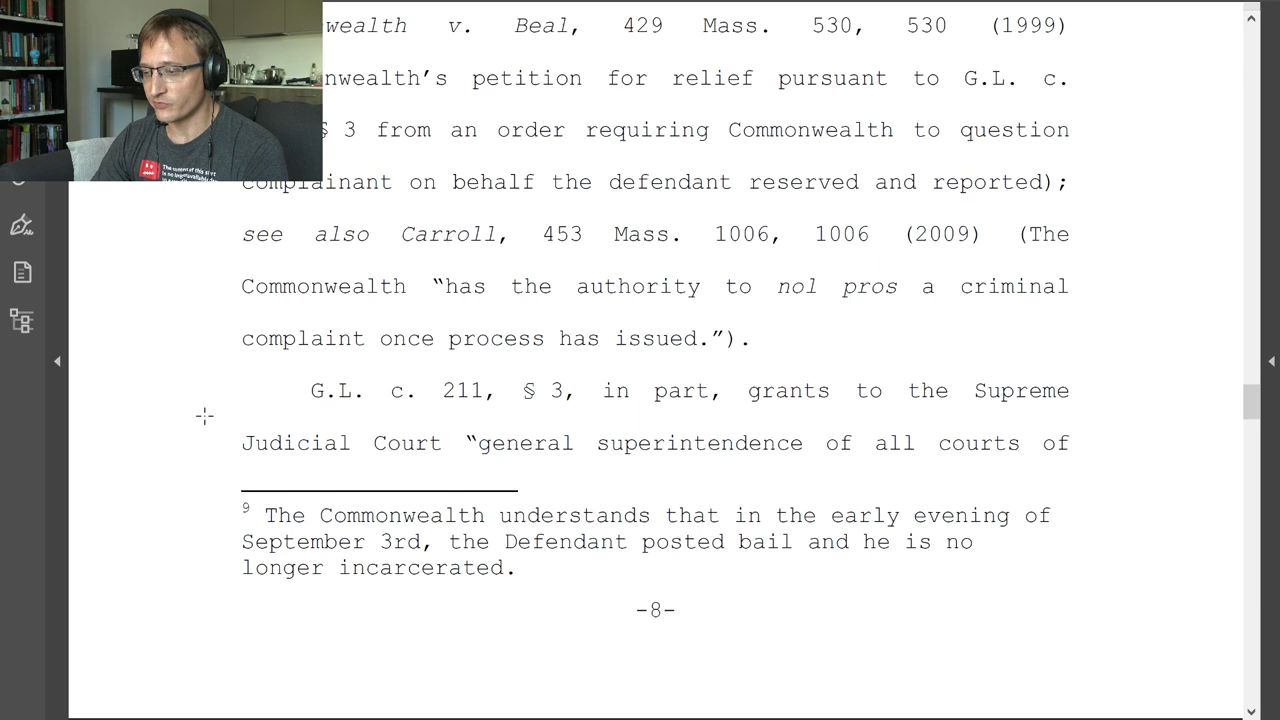 wealth v. Beal, 429 Mass. 530, 530 (1999)
nwealth’s petition for relief pursuant to G.L. c.
§ 3 from an order requiring Commonwealth to question
complainant on behalf the defendant reserved and reported);
see also Carroll, 453 Mass. 1006, 1006 (2009) (The
Commonwealth “has the authority to nol pros a criminal
complaint once process has issued.”).
G.L. c. 211, § 3, in part, grants to the Supreme
Judicial Court “general superintendence of all courts of
9 The Commonwealth understands that in the early evening of
September 3rd, the Defendant posted bail and he is no
longer incarcerated.
-8-